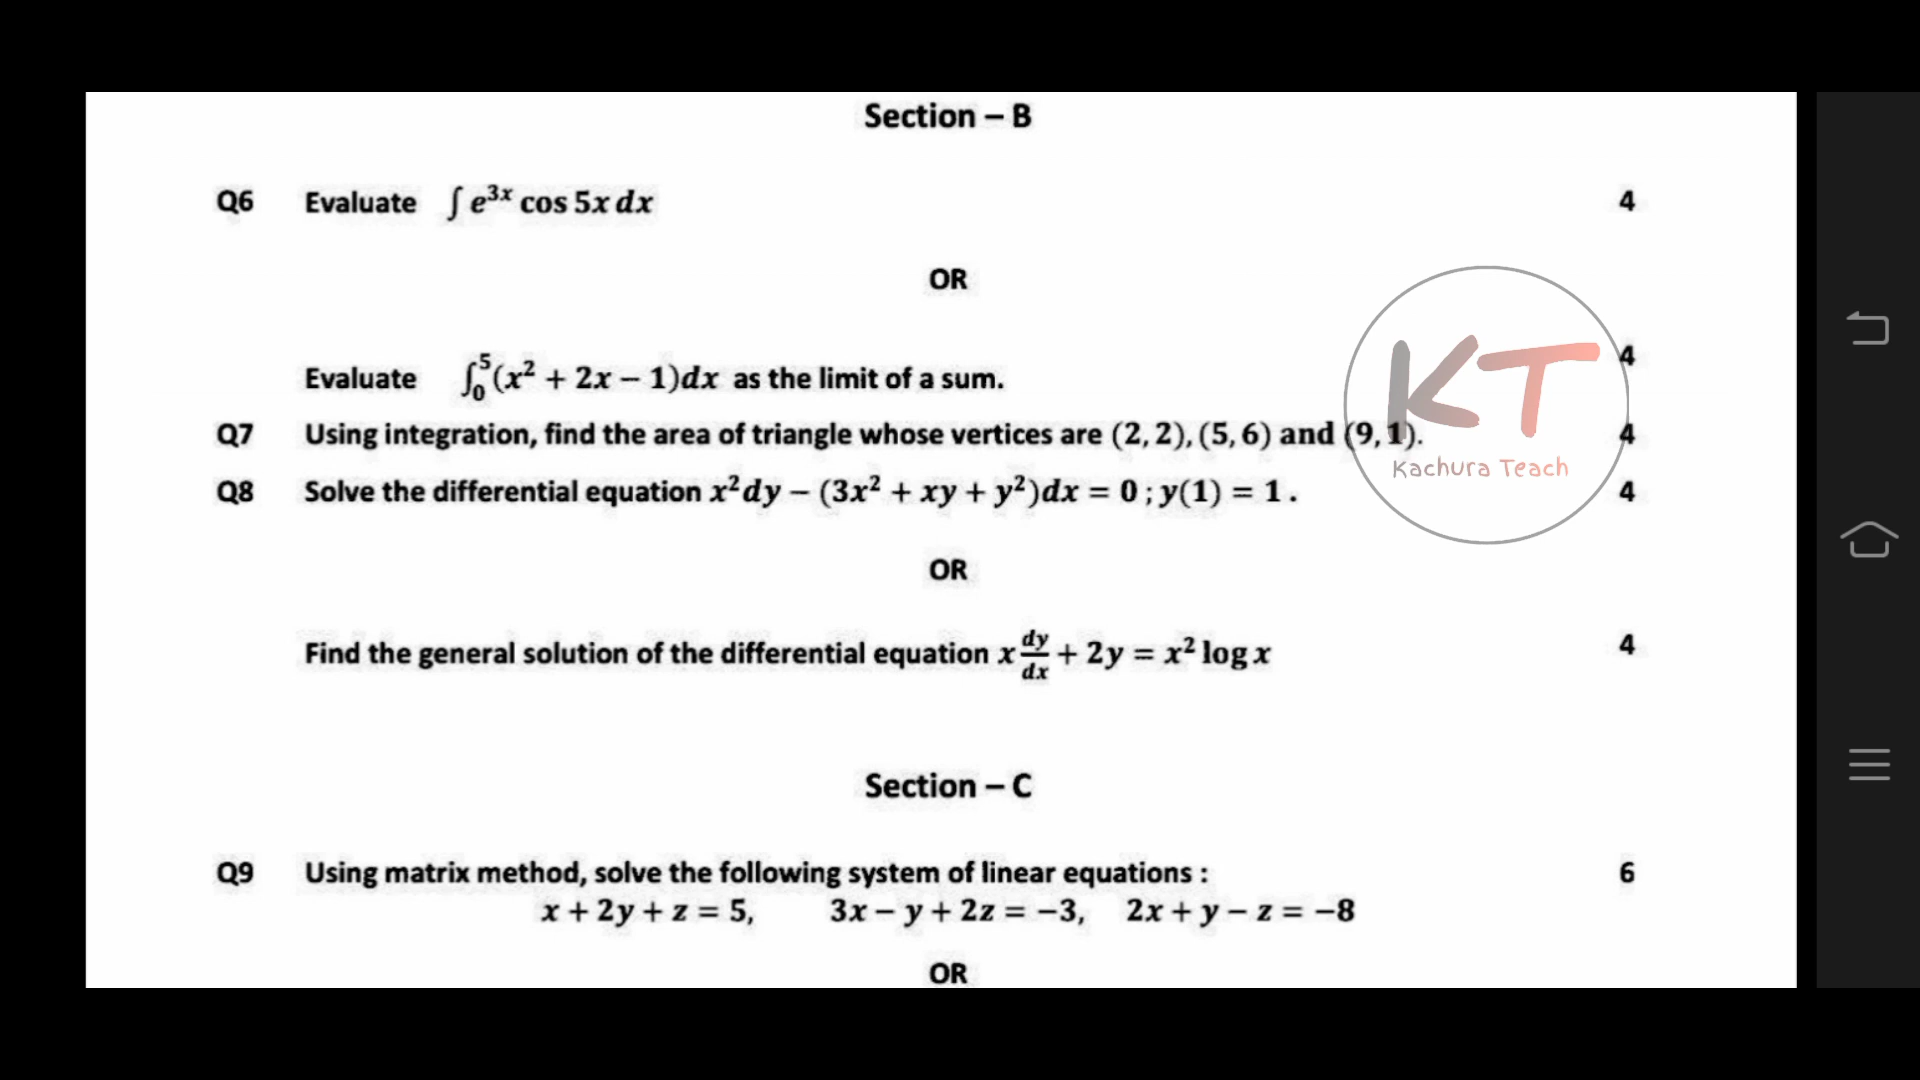 Section – B
Q6 Evaluate ∫ e³ˣ cos 5x dx 4
OR
Evaluate ∫₀⁵(x² + 2x − 1)dx as the limit of a sum. 4
Q7 Using integration, find the area of triangle whose vertices are (2, 2), (5, 6) and (9, 1). 4
Q8 Solve the differential equation x²dy − (3x² + xy + y²)dx = 0 ; y(1) = 1 . 4
OR
Find the general solution of the differential equation x dy/dx + 2y = x² log x 4
Section – C
Q9 Using matrix method, solve the following system of linear equations : 6
x + 2y + z = 5, 3x − y + 2z = −3, 2x + y − z = −8
OR
KT
Kachura Teach